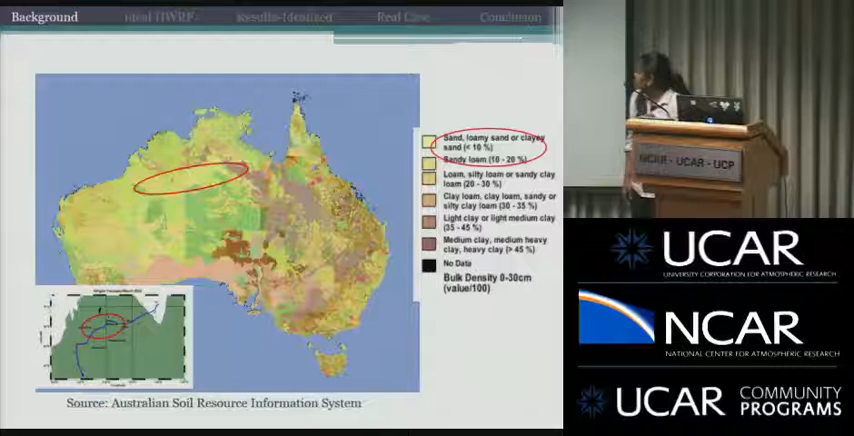 Background Ideal HWRF Results-Idealized Real Case Conclusion
Sand, loamy sand or clayey
sand (< 10 %)
Sandy loam (10 - 20 %)
Loam, silty loam or sandy clay
loam (20 - 30 %)
Clay loam, clay loam, sandy or
silty clay loam (30 - 35 %)
Light clay or light medium clay
(35 - 45 %)
Medium clay, medium heavy
clay, heavy clay (> 45 %)
No Data
Bulk Density 0-30cm
(value/100)
Source: Australian Soil Resource Information System
NCAR - UCAR - UCP
UCAR
UNIVERSITY CORPORATION FOR ATMOSPHERIC RESEARCH
NCAR
NATIONAL CENTER FOR ATMOSPHERIC RESEARCH
UCAR COMMUNITY
PROGRAMS